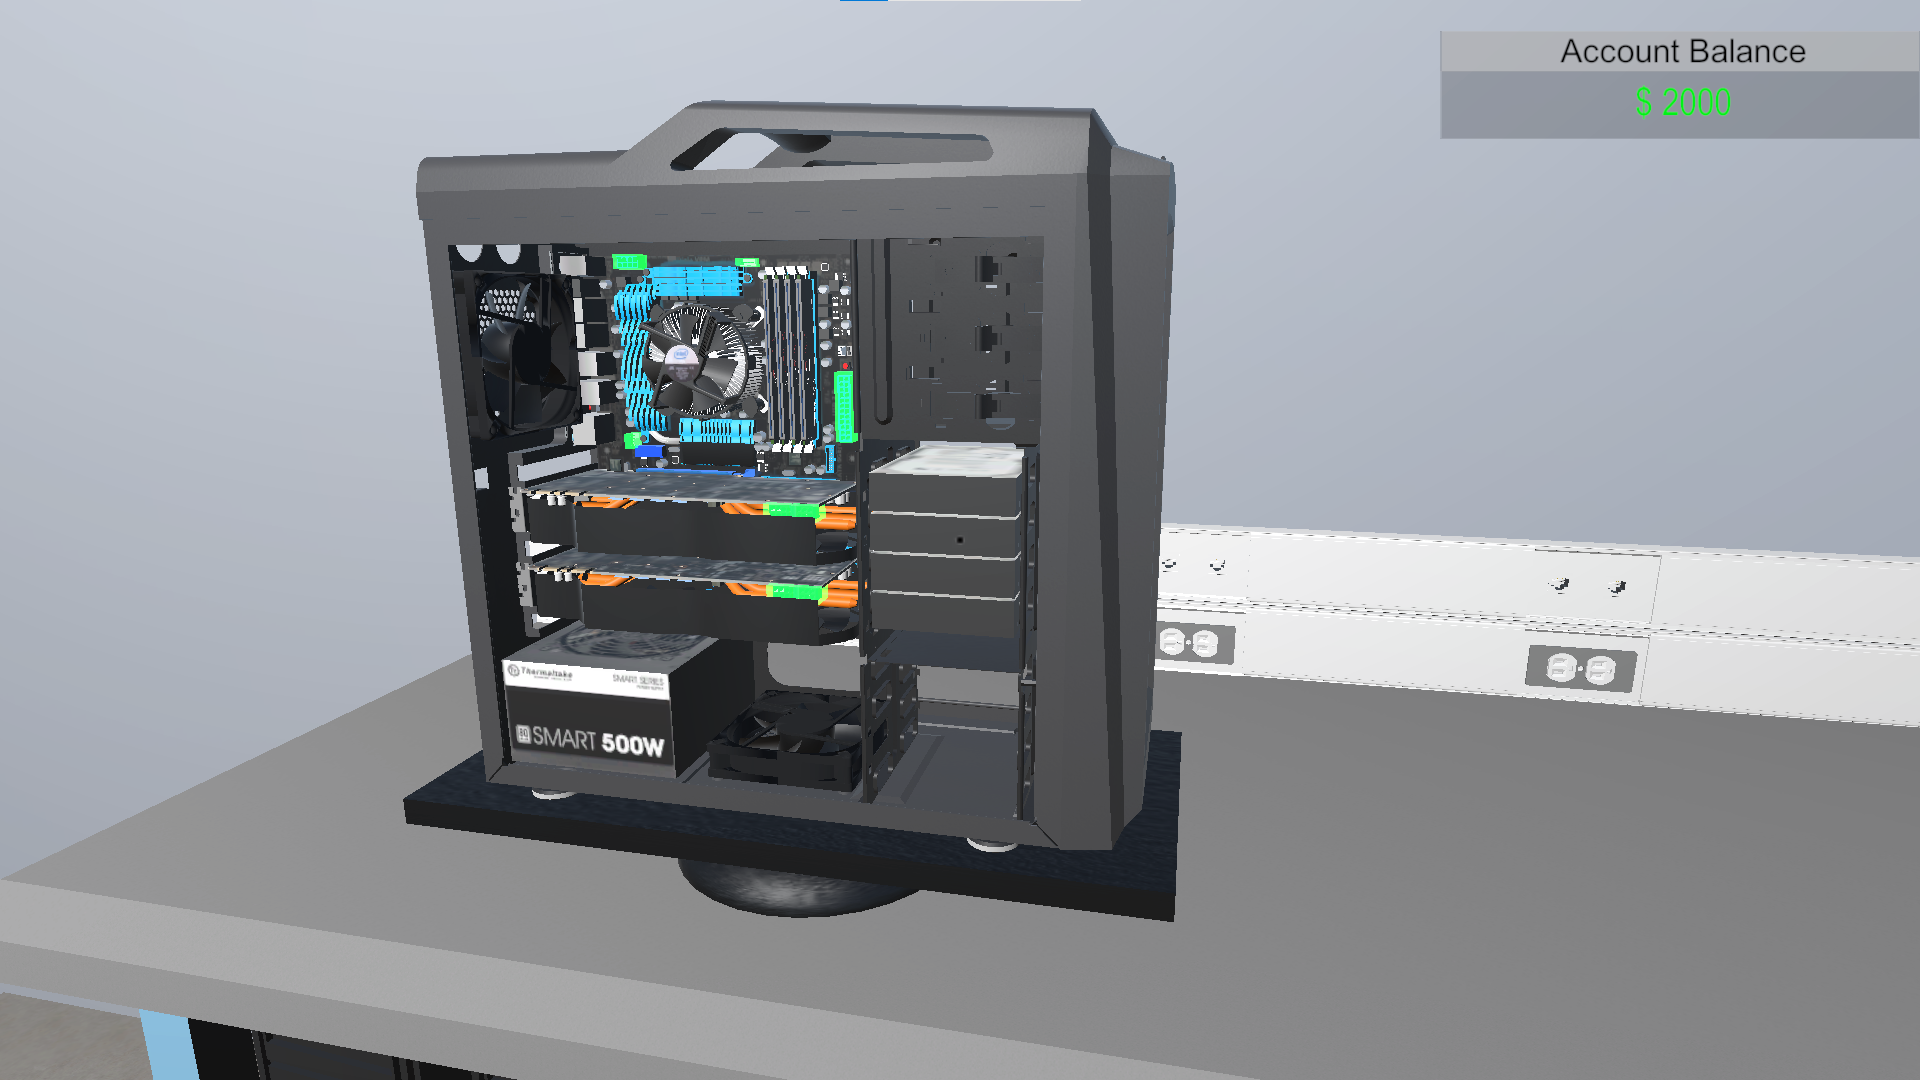 Account Balance
$ 2000
Thermaltake
SMART SERIES
SMART 500W